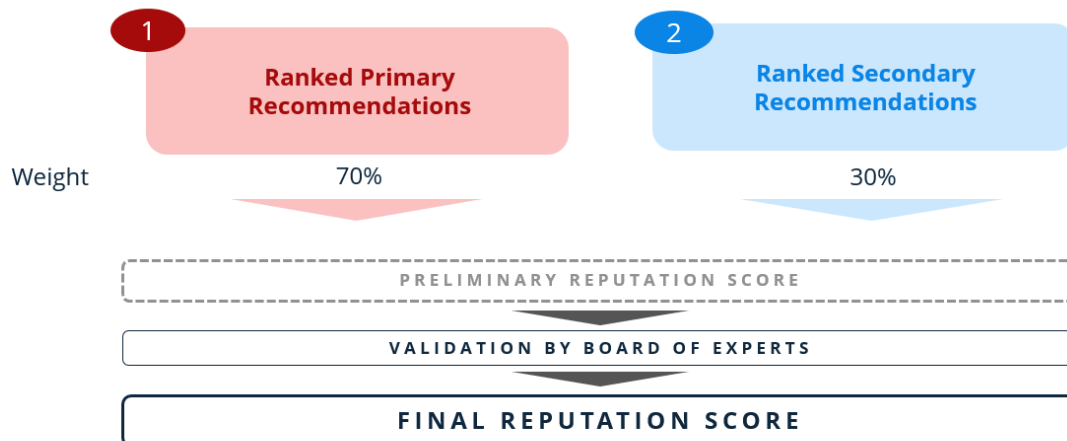 1
Ranked Primary
Recommendations
2
Ranked Secondary
Recommendations
Weight
70%
30%
PRELIMINARY REPUTATION SCORE
VALIDATION BY BOARD OF EXPERTS
FINAL REPUTATION SCORE